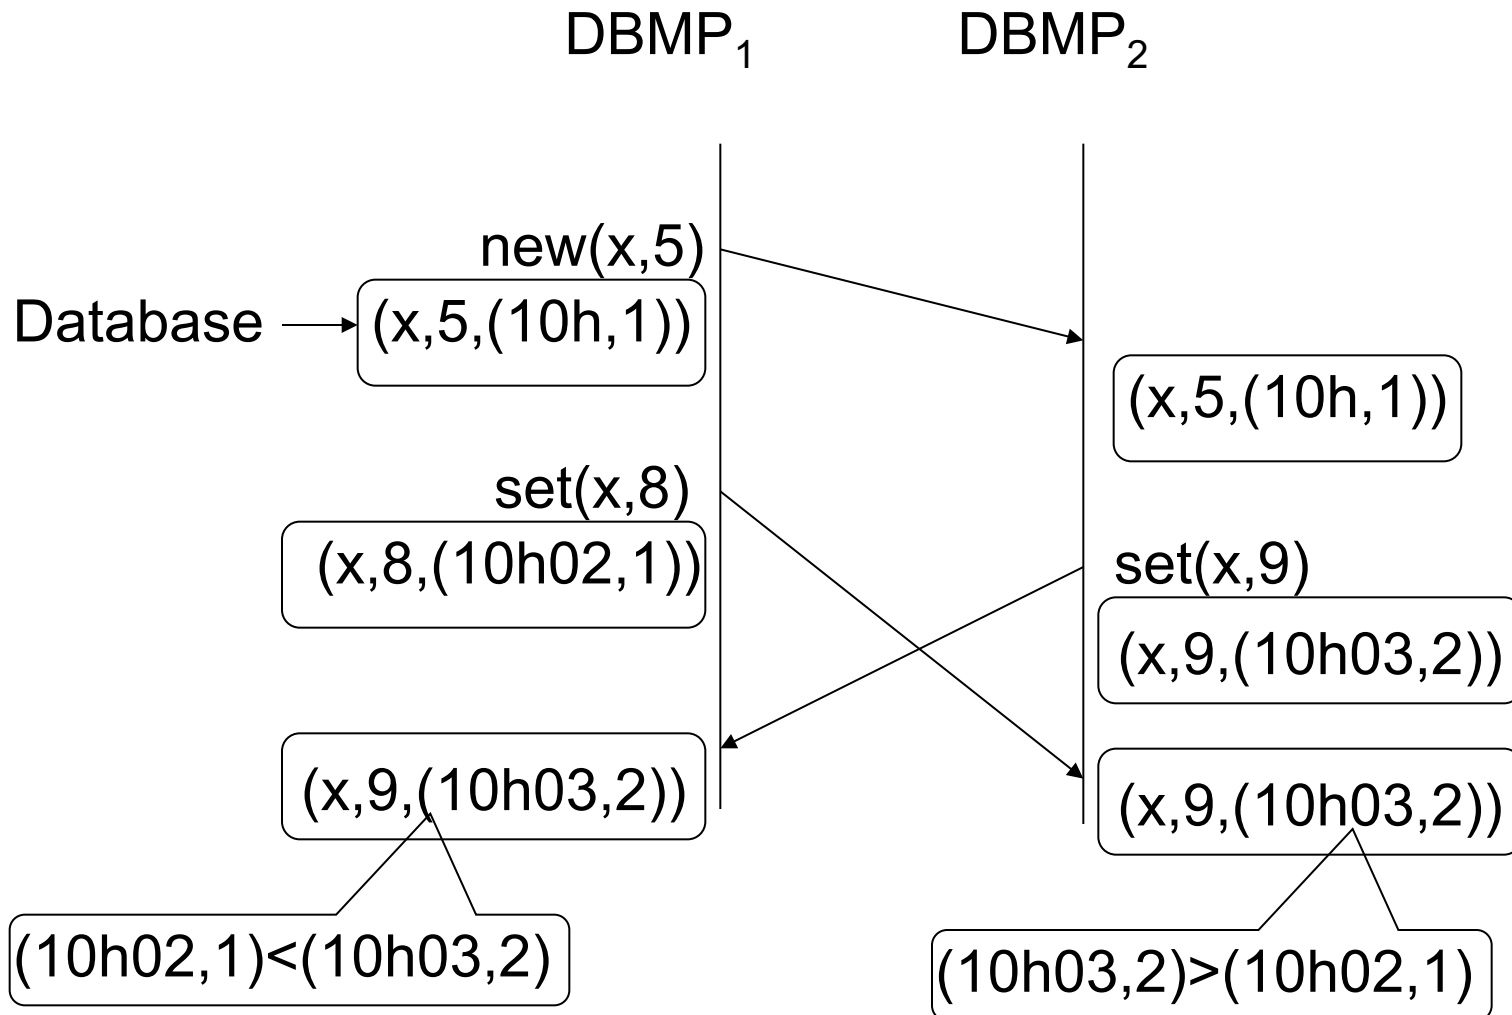 DBMP₁ DBMP₂
new(x,5)
Database (x,5,(10h,1))
(x,5,(10h,1))
set(x,8)
(x,8,(10h02,1))
set(x,9)
(x,9,(10h03,2))
(x,9,(10h03,2))
(x,9,(10h03,2))
(10h02,1)<(10h03,2)
(10h03,2)>(10h02,1)